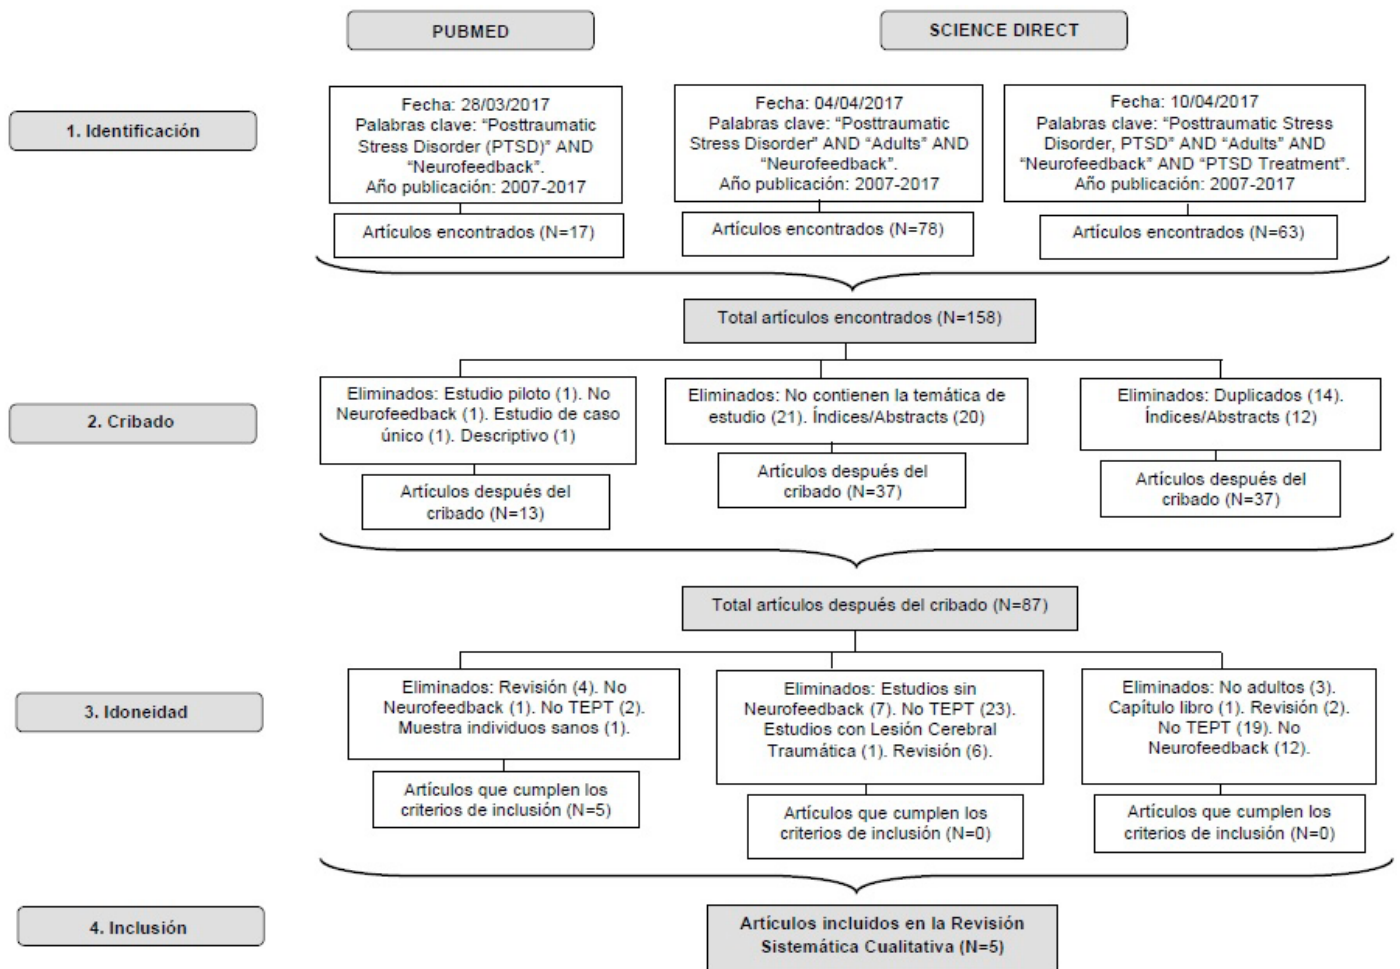 PUBMED
SCIENCE DIRECT
1. Identificación
Fecha: 28/03/2017
Palabras clave: “Posttraumatic
Stress Disorder (PTSD)” AND
“Neurofeedback”.
Año publicación: 2007-2017
Fecha: 04/04/2017
Palabras clave: “Posttraumatic
Stress Disorder” AND “Adults” AND
“Neurofeedback”.
Año publicación: 2007-2017
Fecha: 10/04/2017
Palabras clave: “Posttraumatic Stress
Disorder, PTSD” AND “Adults” AND
“Neurofeedback” AND “PTSD Treatment”.
Año publicación: 2007-2017
Artículos encontrados (N=17)
Artículos encontrados (N=78)
Artículos encontrados (N=63)
Total artículos encontrados (N=158)
2. Cribado
Eliminados: Estudio piloto (1). No
Neurofeedback (1). Estudio de caso
único (1). Descriptivo (1)
Eliminados: No contienen la temática de
estudio (21). Índices/Abstracts (20)
Eliminados: Duplicados (14).
Índices/Abstracts (12)
Artículos después del
cribado (N=13)
Artículos después del
cribado (N=37)
Artículos después del
cribado (N=37)
Total artículos después del cribado (N=87)
3. Idoneidad
Eliminados: Revisión (4). No
Neurofeedback (1). No TEPT (2).
Muestra individuos sanos (1).
Eliminados: Estudios sin
Neurofeedback (7). No TEPT (23).
Estudios con Lesión Cerebral
Traumática (1). Revisión (6).
Eliminados: No adultos (3).
Capítulo libro (1). Revisión (2).
No TEPT (19). No
Neurofeedback (12).
Artículos que cumplen los
criterios de inclusión (N=5)
Artículos que cumplen los
criterios de inclusión (N=0)
Artículos que cumplen los
criterios de inclusión (N=0)
4. Inclusión
Artículos incluidos en la Revisión
Sistemática Cualitativa (N=5)